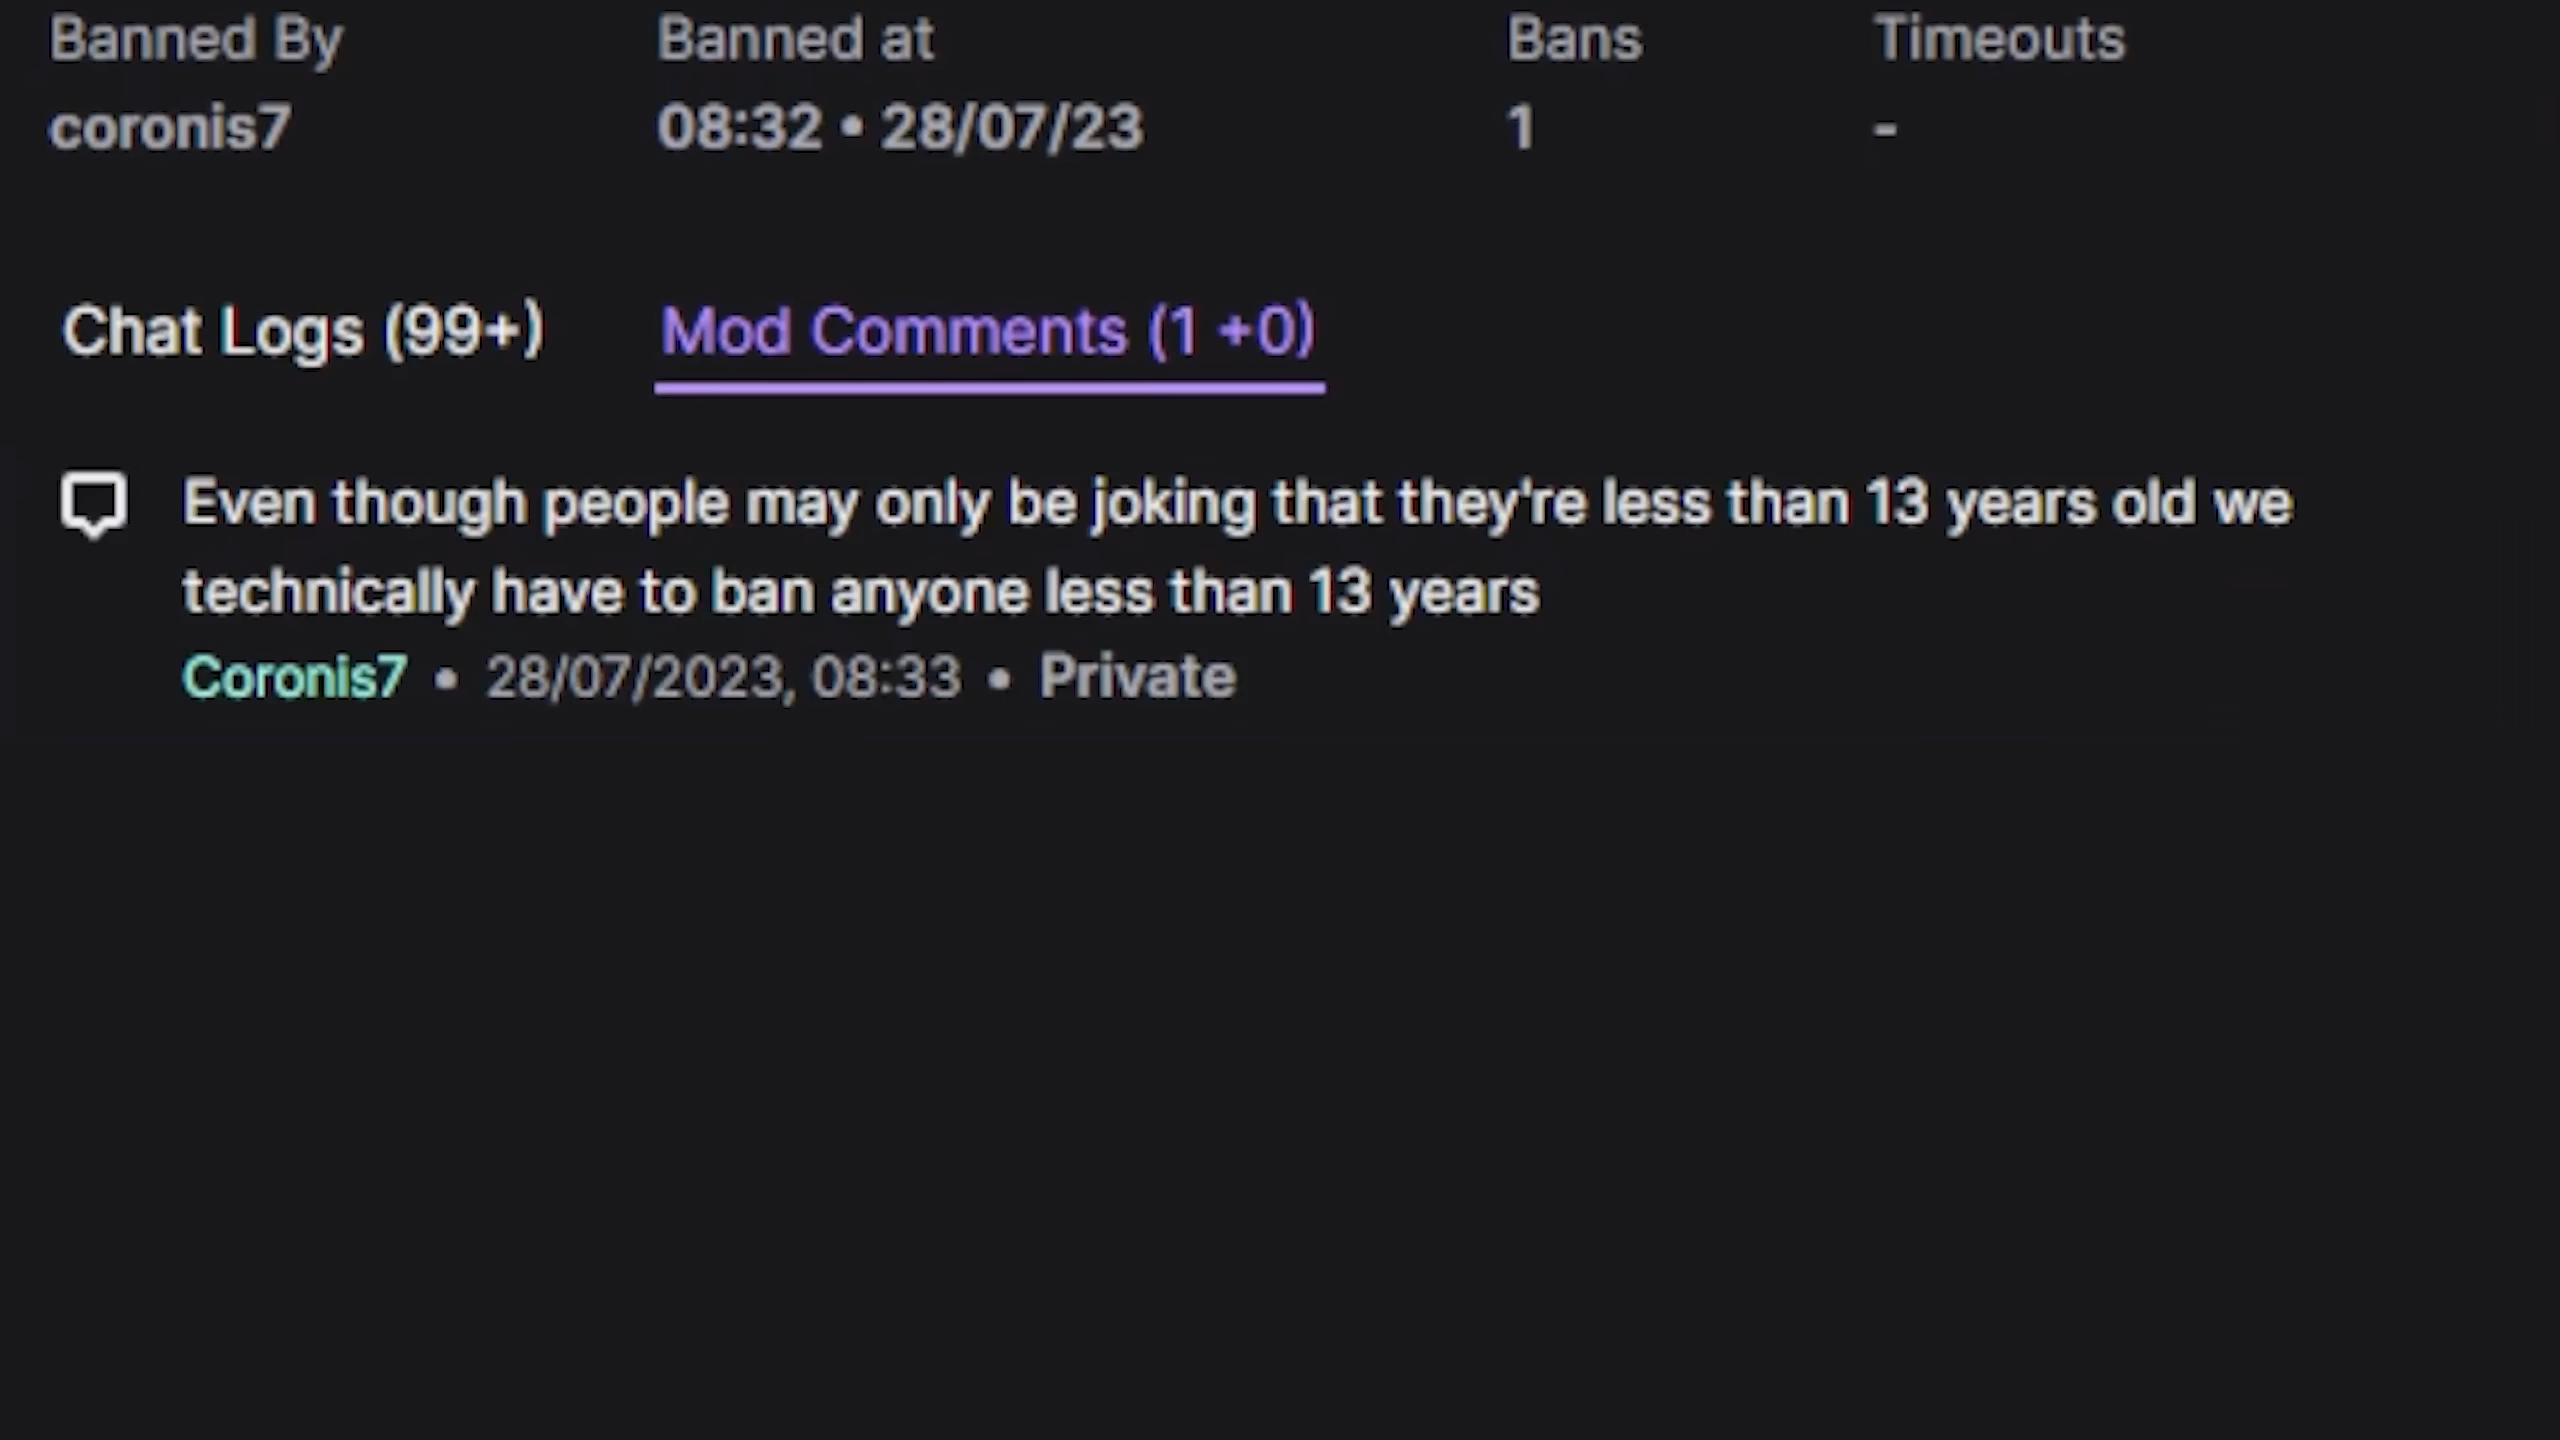 Banned By Banned at Bans Timeouts
coronis7 08:32 • 28/07/23 1 -
Chat Logs (99+) Mod Comments (1 +0)
Even though people may only be joking that they're less than 13 years old we
technically have to ban anyone less than 13 years
Coronis7 • 28/07/2023, 08:33 • Private